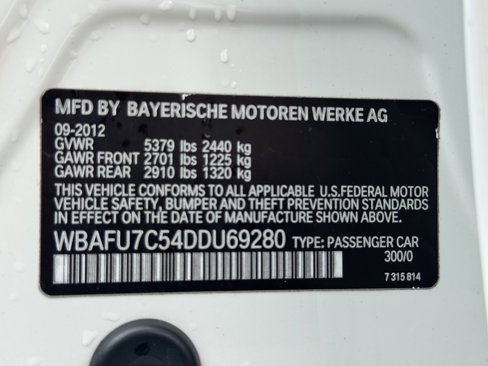 MFD BY BAYERISCHE MOTOREN WERKE AG
09-2012
GVWR 5379 lbs 2440 kg
GAWR FRONT 2701 lbs 1225 kg
GAWR REAR 2910 lbs 1320 kg
THIS VEHICLE CONFORMS TO ALL APPLICABLE U.S.FEDERAL MOTOR
VEHICLE SAFETY, BUMPER AND THEFT PREVENTION STANDARDS
IN EFFECT ON THE DATE OF MANUFACTURE SHOWN ABOVE.
WBAFU7C54DDU69280 TYPE: PASSENGER CAR
300/0
7 315 814